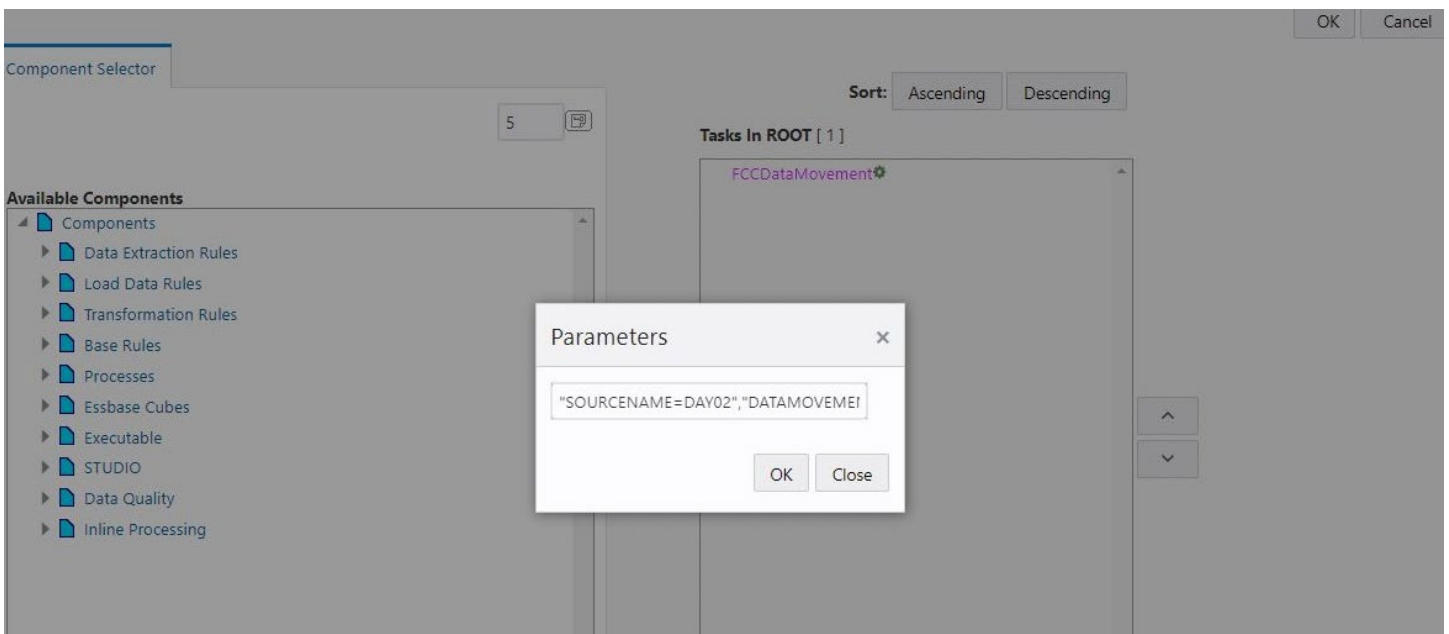 OK Cancel
Component Selector
Sort: Ascending Descending
5
Tasks In ROOT [ 1 ]
FCCDataMovement
Available Components
Components
Data Extraction Rules
Load Data Rules
Transformation Rules
Base Rules
Processes
Essbase Cubes
Executable
STUDIO
Data Quality
Inline Processing
Parameters ×
"SOURCENAME=DAY02","DATAMOVEME
OK Close